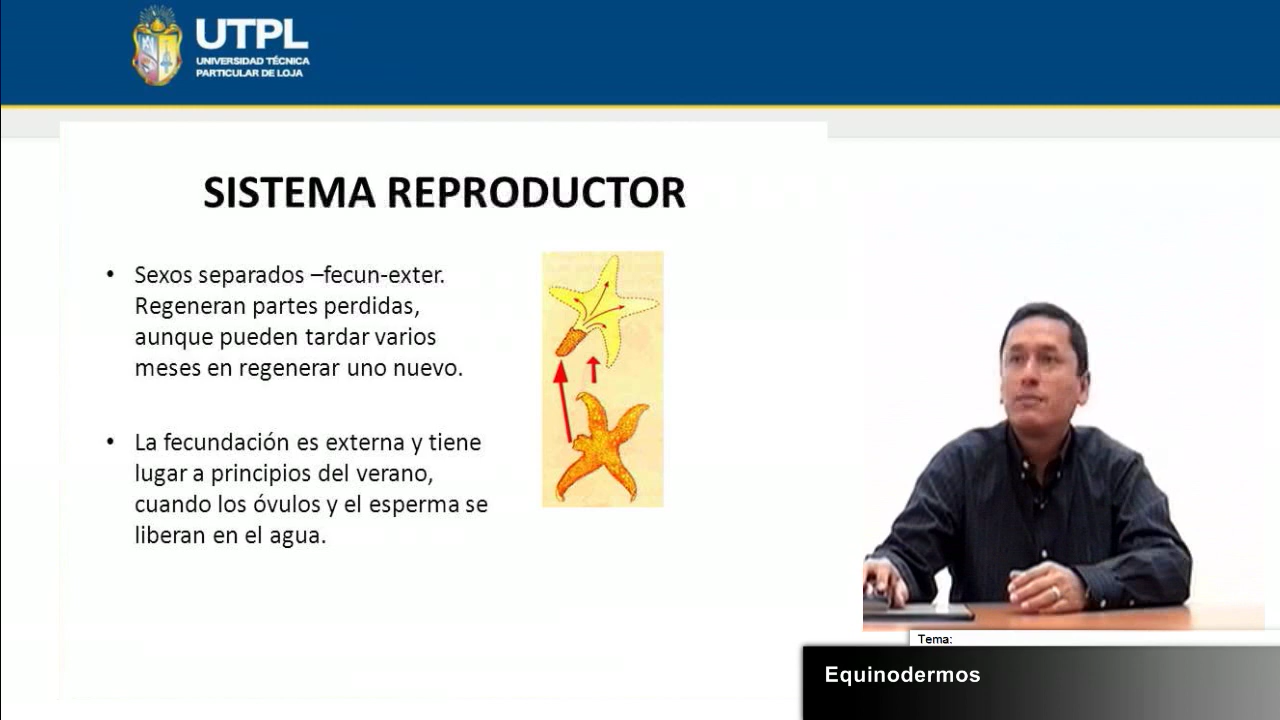 UTPL
UNIVERSIDAD TÉCNICA
PARTICULAR DE LOJA
SISTEMA REPRODUCTOR
• Sexos separados –fecun-exter.
Regeneran partes perdidas,
aunque pueden tardar varios
meses en regenerar uno nuevo.
• La fecundación es externa y tiene
lugar a principios del verano,
cuando los óvulos y el esperma se
liberan en el agua.
Tema:
Equinodermos